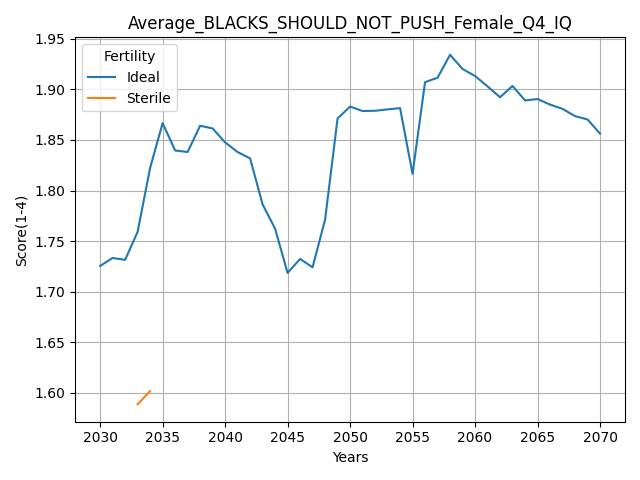 Average_BLACKS_SHOULD_NOT_PUSH_Female_Q4_IQ
Fertility
Ideal
Sterile
Score(1-4)
1.95
1.90
1.85
1.80
1.75
1.70
1.65
1.60
2030 2035 2040 2045 2050 2055 2060 2065 2070
Years